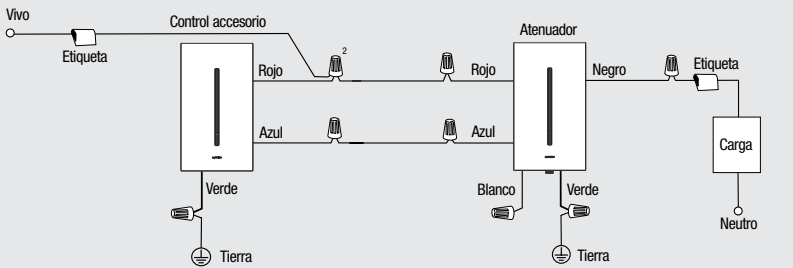 Vivo
Control accesorio
Etiqueta
Atenuador
2
Rojo
Rojo
Negro
Etiqueta
Azul
Azul
Carga
Verde
Blanco
Verde
Neutro
Tierra
Tierra